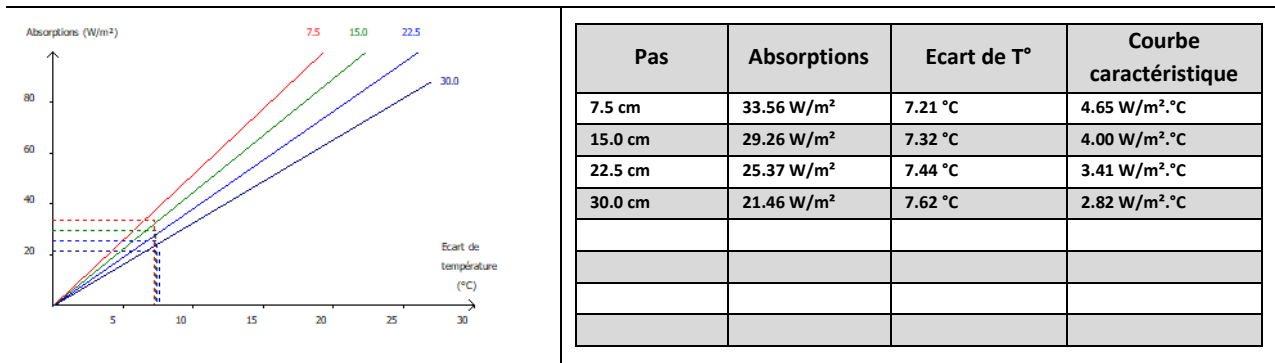 Absorptions (W/m²)
7.5 15.0 22.5
30.0
80
60
40
20
Ecart de
température
(°C)
5 10 15 20 25 30
Pas Absorptions Ecart de T° Courbe
caractéristique
7.5 cm 33.56 W/m² 7.21 °C 4.65 W/m².°C
15.0 cm 29.26 W/m² 7.32 °C 4.00 W/m².°C
22.5 cm 25.37 W/m² 7.44 °C 3.41 W/m².°C
30.0 cm 21.46 W/m² 7.62 °C 2.82 W/m².°C